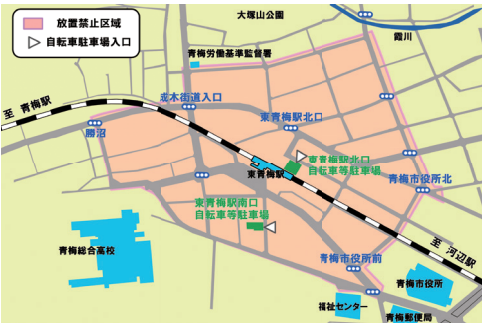 放置禁止区域
自転車駐車場入口
大塚山公園
霞川
青梅労働基準監督署
至 青梅駅
成木街道入口
勝沼
東青梅駅北口
東青梅駅北口
自転車等駐車場
東青梅駅
青梅市役所北
東青梅駅南口
自転車等駐車場
青梅総合高校
青梅市役所前
至 河辺駅
青梅市役所
福祉センター
青梅郵便局